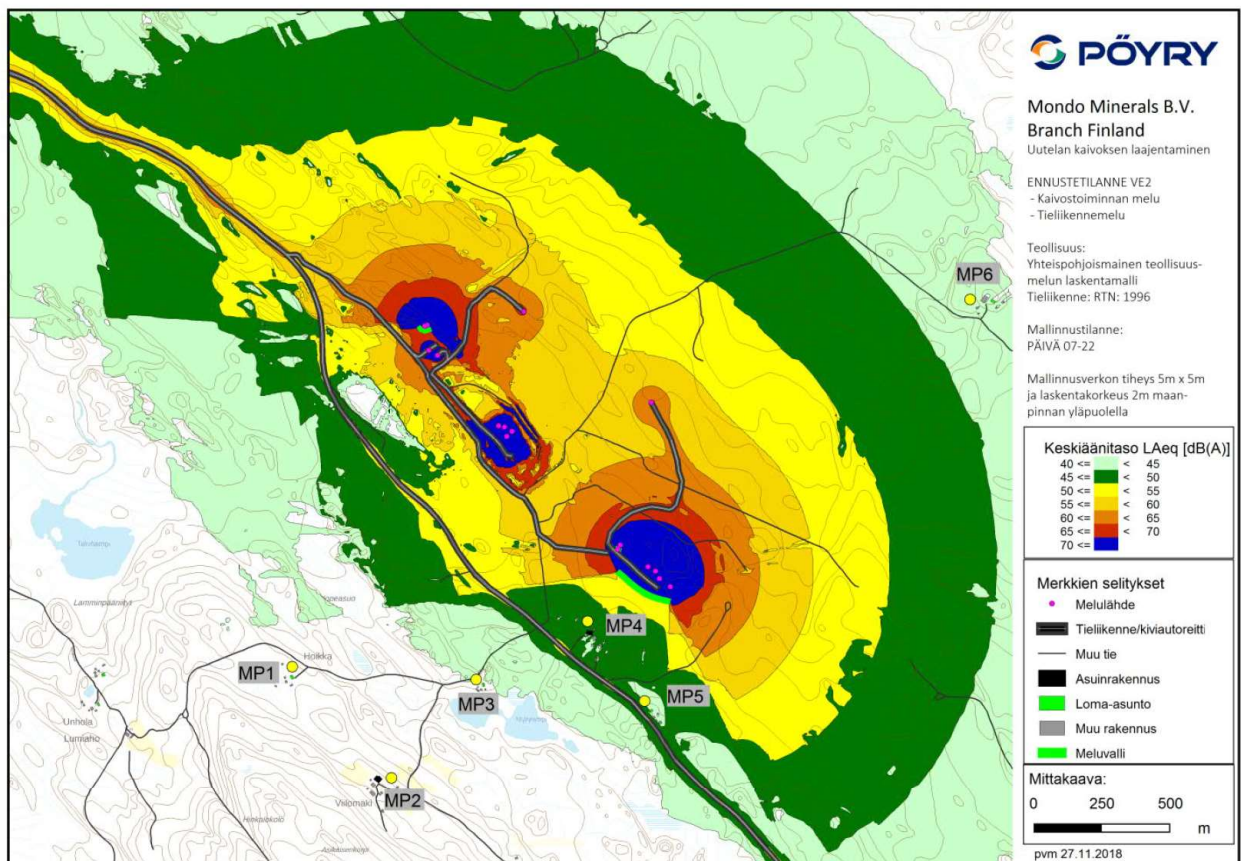 PÖYRY
Mondo Minerals B.V.
Branch Finland
Uutelan kaivoksen laajentaminen
ENNUSTETILANNE VE2
- Kaivostoiminnan melu
- Tieliikennemelu
Teollisuus:
Yhteispohjoismainen teollisuus-
melun laskentamalli
Tieliikenne: RTN: 1996
Mallinnustilanne:
PÄIVÄ 07-22
Mallinnusverkon tiheys 5m x 5m
ja laskentakorkeus 2m maan-
pinnan yläpuolella
Keskiäänitaso LAeq [dB(A)]
40 <= < 45
45 <= < 50
50 <= < 55
55 <= < 60
60 <= < 65
65 <= < 70
70 <=
Merkkien selitykset
Melulähde
Tieliikenne/kiviautoreitti
Muu tie
Asuinrakennus
Loma-asunto
Muu rakennus
Meluvalli
Mittakaava:
0 250 500
m
pvm 27.11.2018
MP6
MP4
MP5
MP3
MP1
MP2
Hoikka
Unhola
Lumiaho
Lamminpäänlyt